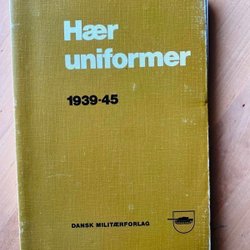 Hær
uniformer
1939-45
DANSK MILITÆRFORLAG